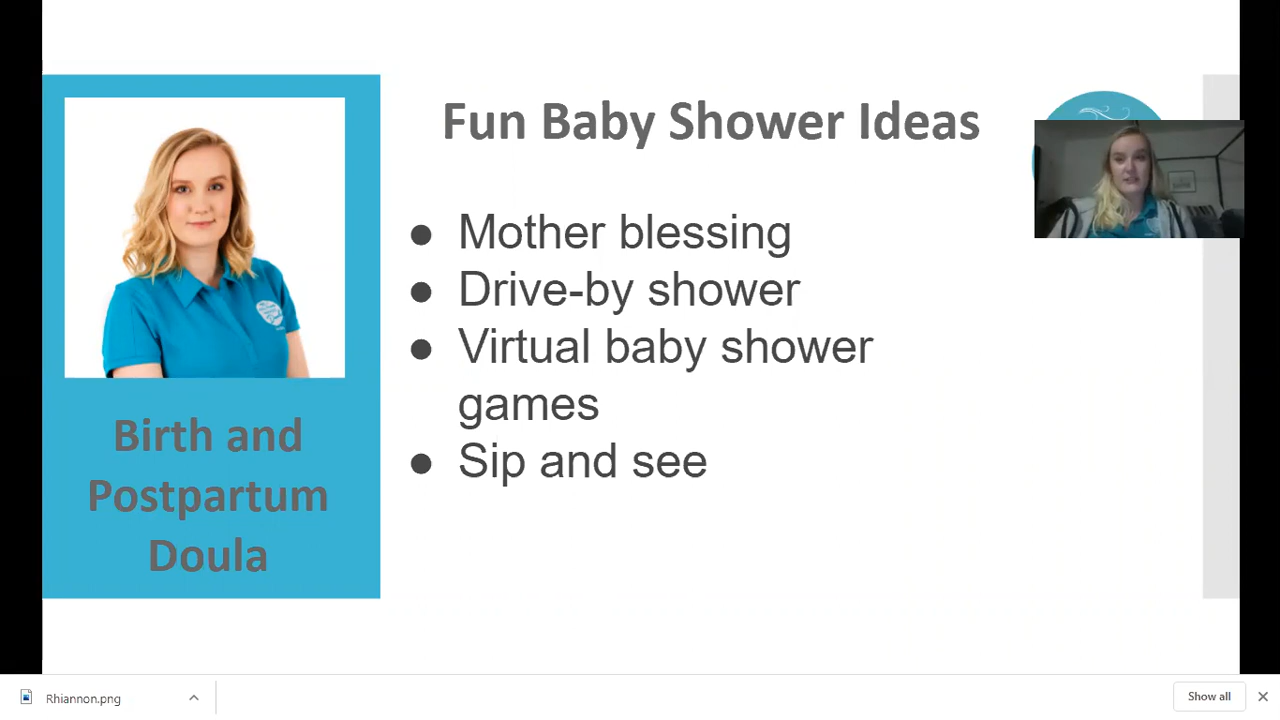 Fun Baby Shower Ideas
● Mother blessing
● Drive-by shower
● Virtual baby shower
games
● Sip and see
Birth and
Postpartum
Doula
Rhiannon.png
Show all